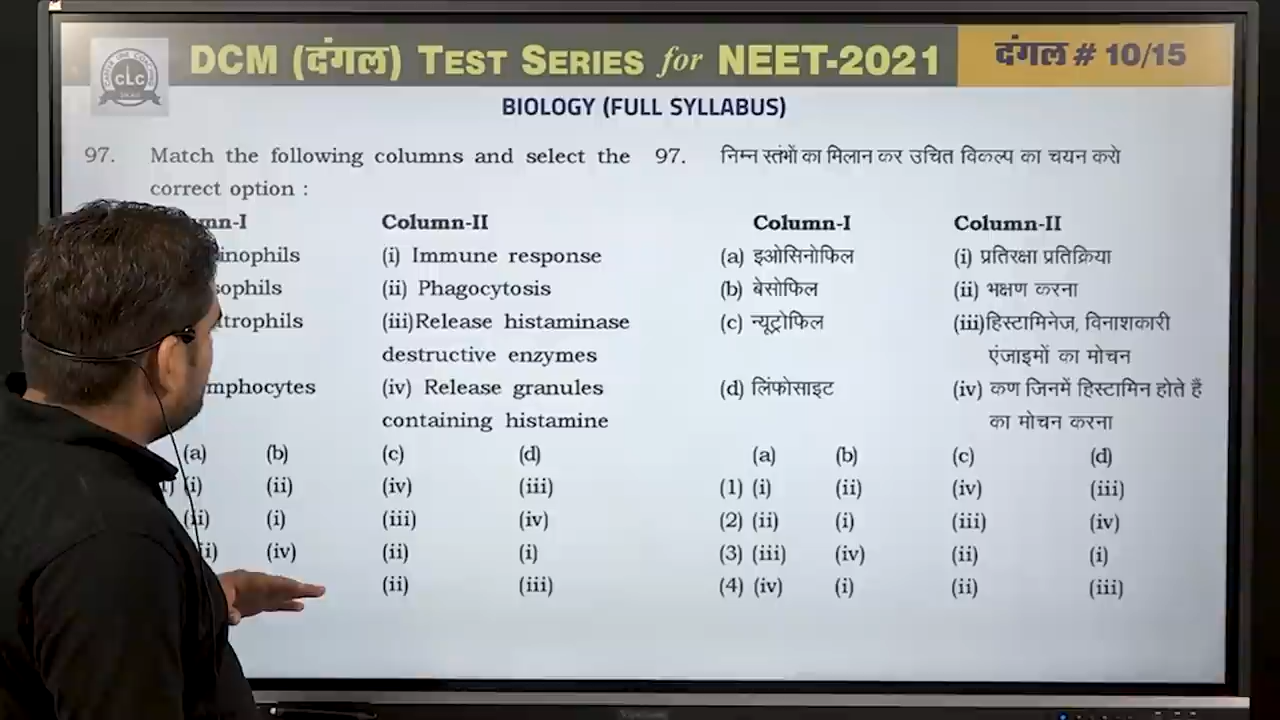 DCM (दंगल) TEST SERIES for NEET-2021
दंगल # 10/15
CLC
BIOLOGY (FULL SYLLABUS)
97. Match the following columns and select the
correct option :
Column-II
(i) Immune response
(ii) Phagocytosis
(iii)Release histaminase
destructive enzymes
(iv) Release granules
containing histamine
(a) (b) (c) (d)
(i) (ii) (iv) (iii)
(ii) (i) (iii) (iv)
(iv) (ii) (i)
(ii) (iii)
97. निम्न स्तंभों का मिलान कर उचित विकल्प का चयन करो
Column-I Column-II
(a) इओसिनोफिल (i) प्रतिरक्षा प्रतिक्रिया
(b) बेसोफिल (ii) भक्षण करना
(c) न्यूट्रोफिल (iii)हिस्टामिनेज, विनाशकारी
एंजाइमों का मोचन
(d) लिंफोसाइट (iv) कण जिनमें हिस्टामिन होते हैं
का मोचन करना
(a) (b) (c) (d)
(1) (i) (ii) (iv) (iii)
(2) (ii) (i) (iii) (iv)
(3) (iii) (iv) (ii) (i)
(4) (iv) (i) (ii) (iii)